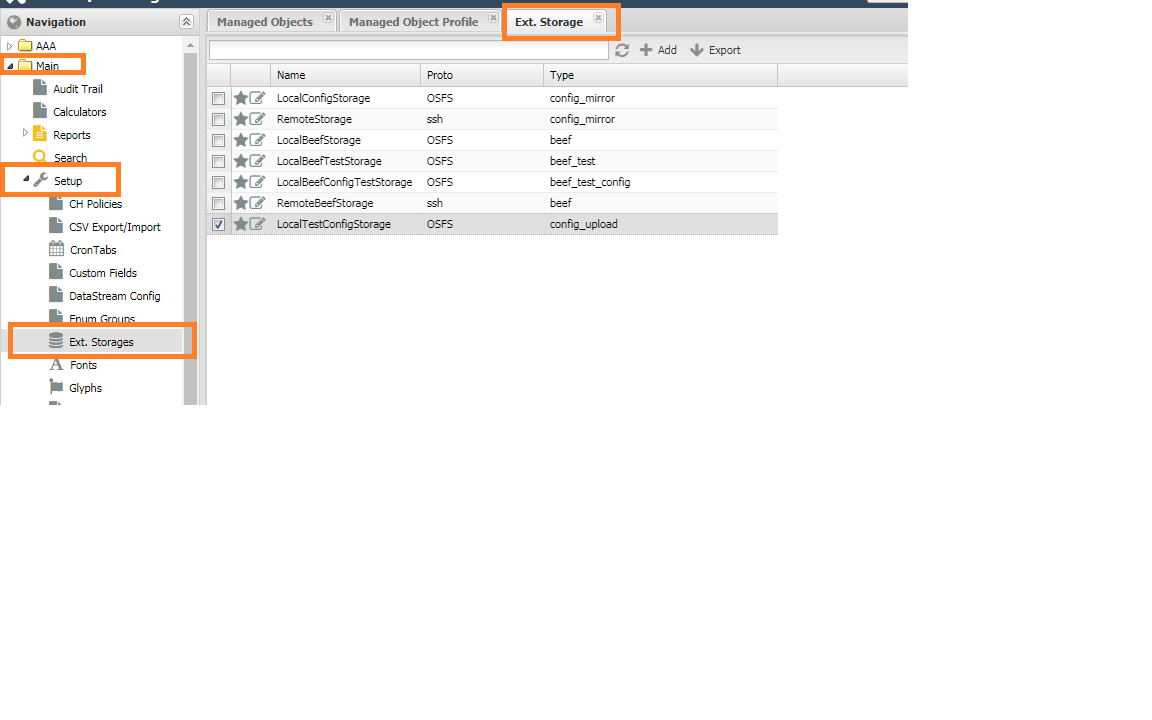 Navigation
AAA
Main
Audit Trail
Calculators
Reports
Search
Setup
CH Policies
CSV Export/Import
CronTabs
Custom Fields
DataStream Config
Enum Groups
Ext. Storages
Fonts
Glyphs
Managed Objects Managed Object Profile Ext. Storage
Add Export
Name Proto Type
LocalConfigStorage OSFS config_mirror
RemoteStorage ssh config_mirror
LocalBeefStorage OSFS beef
LocalBeefTestStorage OSFS beef_test
LocalBeefConfigTestStorage OSFS beef_test_config
RemoteBeefStorage ssh beef
LocalTestConfigStorage OSFS config_upload